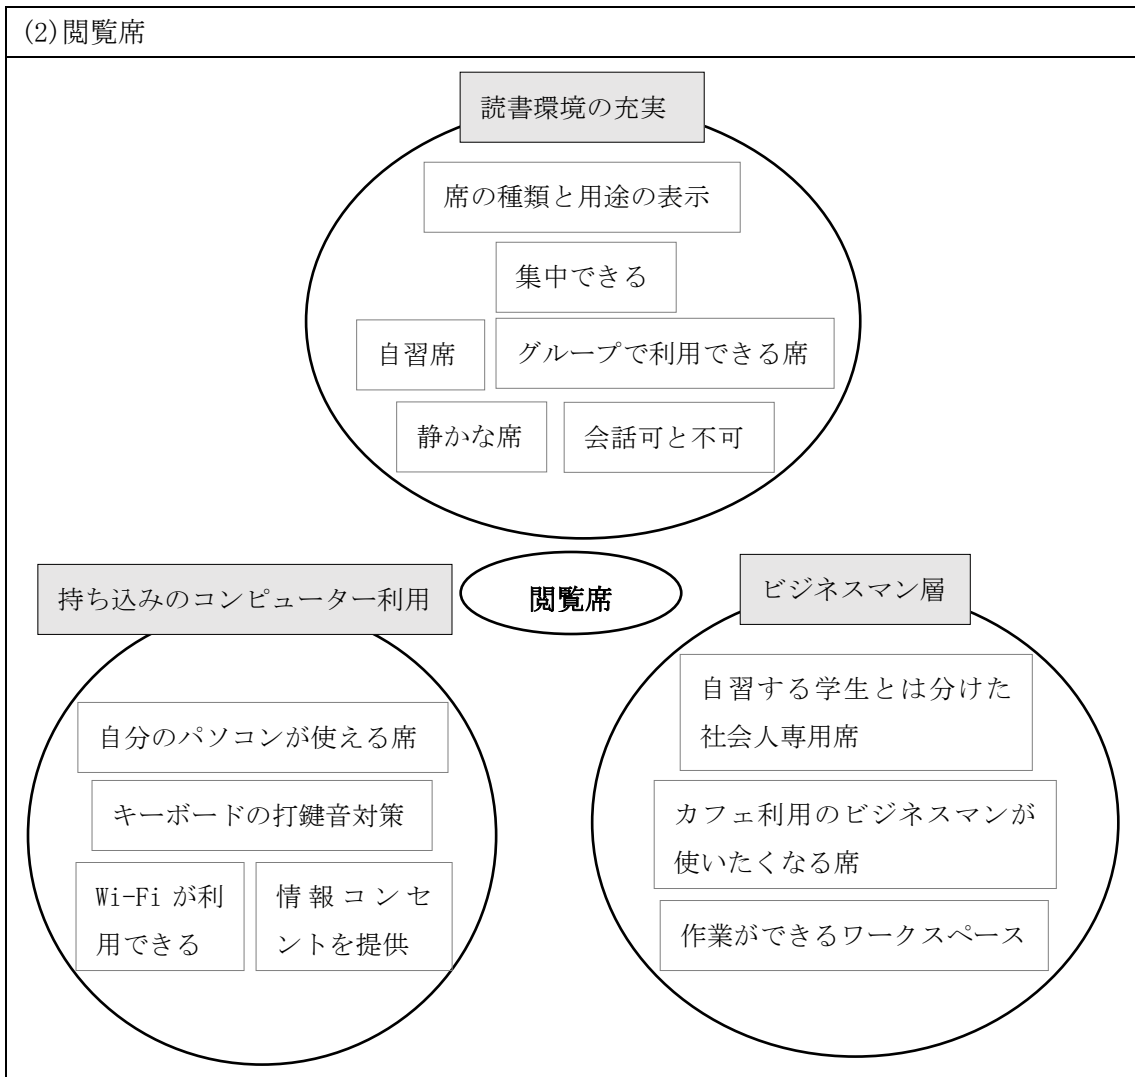 (2)閲覧席
読書環境の充実
席の種類と用途の表示
集中できる
自習席
グループで利用できる席
静かな席
会話可と不可
閲覧席
持ち込みのコンピューター利用
自分のパソコンが使える席
キーボードの打鍵音対策
Wi-Fi が利
用できる
情報コンセ
ントを提供
ビジネスマン層
自習する学生とは分けた
社会人専用席
カフェ利用のビジネスマンが
使いたくなる席
作業ができるワークスペース